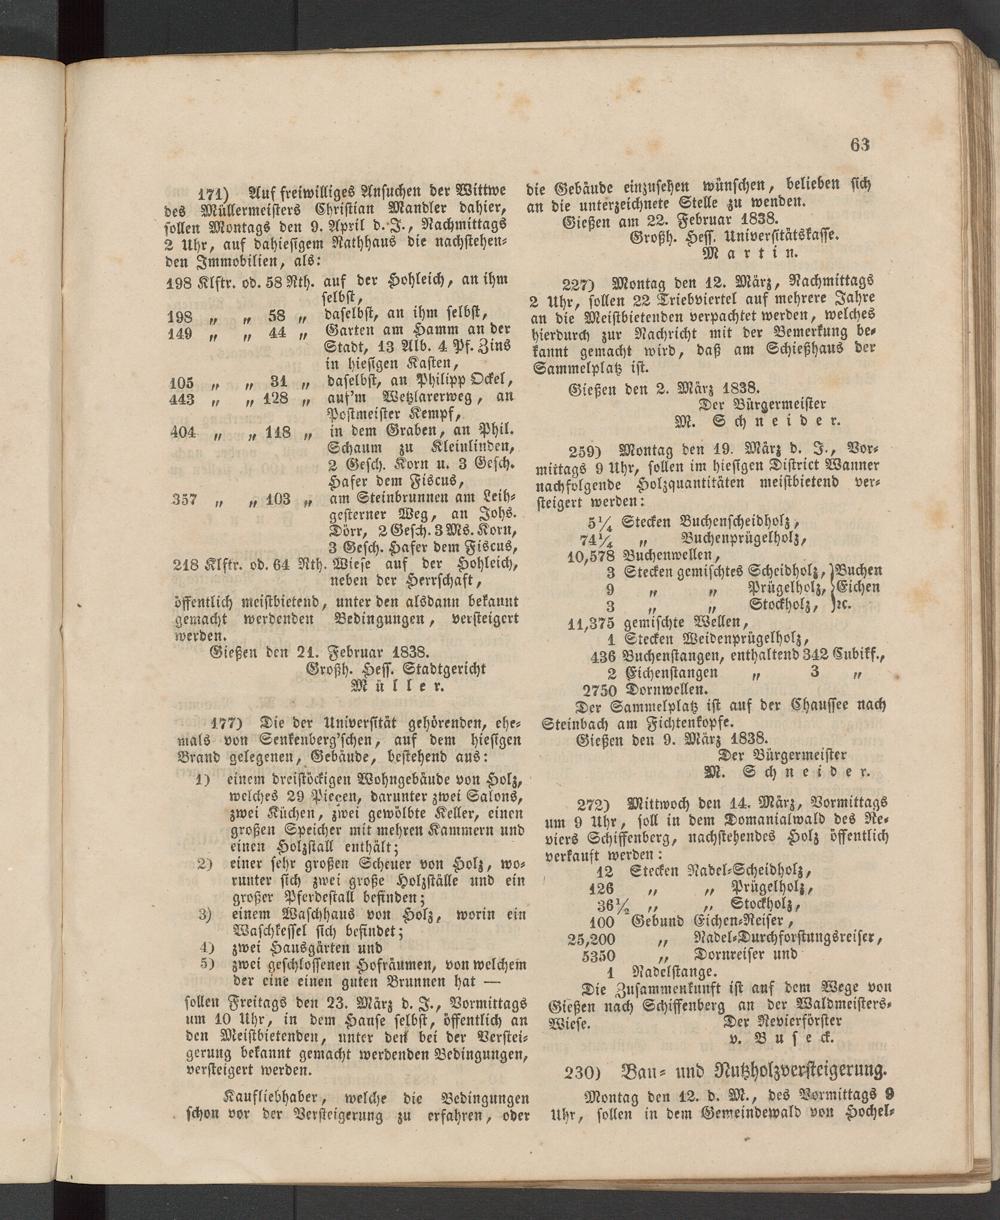 63
171) Auf freiwilliges Ansuchen der Wittwe
des Müllermeisters Christian Mandler dahier,
sollen Montags den 9. April d. J., Nachmittags
2 Uhr, auf dahiesigem Rathhaus die nachstehen-
den Immobilien, als:
198 Klftr. od. 58 Rth. auf der Hohleich, an ihm
selbst,
198 „ „ 58 „ daselbst, an ihm selbst,
149 „ „ 44 „ Garten am Hamm an der
Stadt, 13 Alb. 4 Pf. Zins
in hiesigen Kasten,
105 „ „ 31 „ daselbst, an Philipp Ockel,
443 „ „ 128 „ auf'm Wetzlarerweg, an
Postmeister Kempf,
404 „ „ 118 „ in dem Graben, an Phil.
Schaum zu Kleinlinden,
2 Gesch. Korn u. 3 Gesch.
Hafer dem Fiscus,
357 „ „ 103 „ am Steinbrunnen am Leih-
gesterner Weg, an Johs.
Dörr, 2 Gesch. 3 Ms. Korn,
3 Gesch. Hafer dem Fiscus,
218 Klftr. od. 64 Rth. Wiese auf der Hohleich,
neben der Herrschaft,
öffentlich meistbietend, unter den alsdann bekannt
gemacht werdenden Bedingungen, versteigert
werden.
Gießen den 21. Februar 1838.
Großh. Hess. Stadtgericht
Müller.
177) Die der Universität gehörenden, ehe-
mals von Senkenberg'schen, auf dem hiesigen
Brand gelegenen, Gebäude, bestehend aus:
1) einem dreistöckigen Wohngebäude von Holz,
welches 29 Pieçen, darunter zwei Salons,
zwei Küchen, zwei gewölbte Keller, einen
großen Speicher mit mehren Kammern und
einen Holzstall enthält;
2) einer sehr großen Scheuer von Holz, wo-
runter sich zwei große Holzställe und ein
großer Pferdestall befinden;
3) einem Waschhaus von Holz, worin ein
Waschkessel sich befindet;
4) zwei Hausgärten und
5) zwei geschlossenen Hofräumen, von welchem
der eine einen guten Brunnen hat —
sollen Freitags den 23. März d. J., Vormittags
um 10 Uhr, in dem Hause selbst, öffentlich an
den Meistbietenden, unter den bei der Verstei-
gerung bekannt gemacht werdenden Bedingungen,
versteigert werden.
Kaufliebhaber, welche die Bedingungen
schon vor der Versteigerung zu erfahren, oder
die Gebäude einzusehen wünschen, belieben sich
an die unterzeichnete Stelle zu wenden.
Gießen am 22. Februar 1838.
Großh. Hess. Universitätskasse.
Martin.
227) Montag den 12. März, Nachmittags
2 Uhr, sollen 22 Triebviertel auf mehrere Jahre
an die Meistbietenden verpachtet werden, welches
hierdurch zur Nachricht mit der Bemerkung be-
kannt gemacht wird, daß am Schießhaus der
Sammelplatz ist.
Gießen den 2. März 1838.
Der Bürgermeister
M. Schneider.
259) Montag den 19. März d. J., Vor-
mittags 9 Uhr, sollen im hiesigen District Wanner
nachfolgende Holzquantitäten meistbietend ver-
steigert werden:
5¼ Stecken Buchenscheidholz,
74¼ „ Buchenprügelholz,
10,578 Buchenwellen,
3 Stecken gemischtes Scheidholz, } Buchen
9 „ „ Prügelholz, } Eichen
3 „ „ Stockholz, } ꝛc.
11,375 gemischte Wellen,
1 Stecken Weidenprügelholz,
436 Buchenstangen, enthaltend 342 Cubikf.,
2 Eichenstangen „ 3 „
2750 Dornwellen.
Der Sammelplatz ist auf der Chaussee nach
Steinbach am Fichtenkopfe.
Gießen den 9. März 1838.
Der Bürgermeister
M. Schneider.
272) Mittwoch den 14. März, Vormittags
um 9 Uhr, soll in dem Domanialwald des Re-
viers Schiffenberg, nachstehendes Holz öffentlich
verkauft werden:
12 Stecken Nadel-Scheidholz,
126 „ „ Prügelholz,
36½ „ „ Stockholz,
100 Gebund Eichen-Reiser,
25,200 „ Nadel-Durchforstungsreiser,
5350 „ Dornreiser und
1 Nadelstange.
Die Zusammenkunft ist auf dem Wege von
Gießen nach Schiffenberg an der Waldmeisters-
Wiese. Der Revierförster
v. Buseck.
230) Bau- und Nutzholzversteigerung.
Montag den 12. d. M., des Vormittags 9
Uhr, sollen in dem Gemeindewald von Hochel-